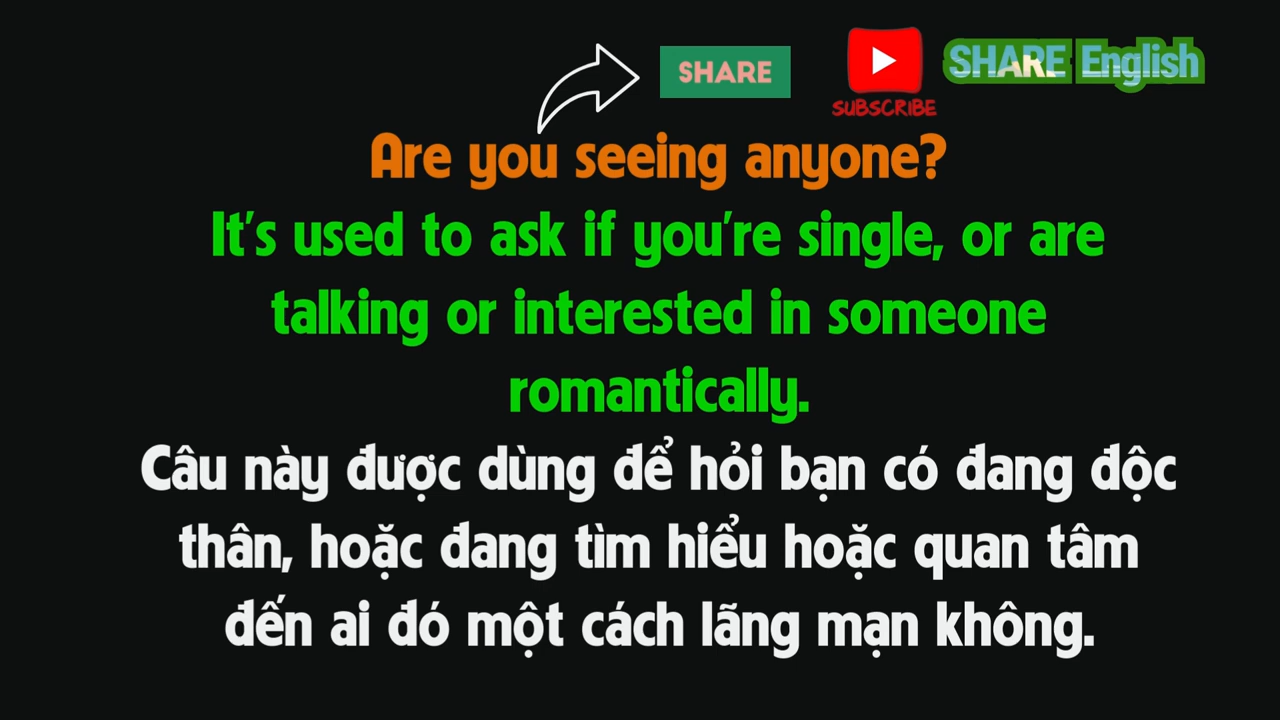 SHARE
SUBSCRIBE
SHARE English
Are you seeing anyone?
It's used to ask if you're single, or are
talking or interested in someone
romantically.
Câu này được dùng để hỏi bạn có đang độc
thân, hoặc đang tìm hiểu hoặc quan tâm
đến ai đó một cách lãng mạn không.